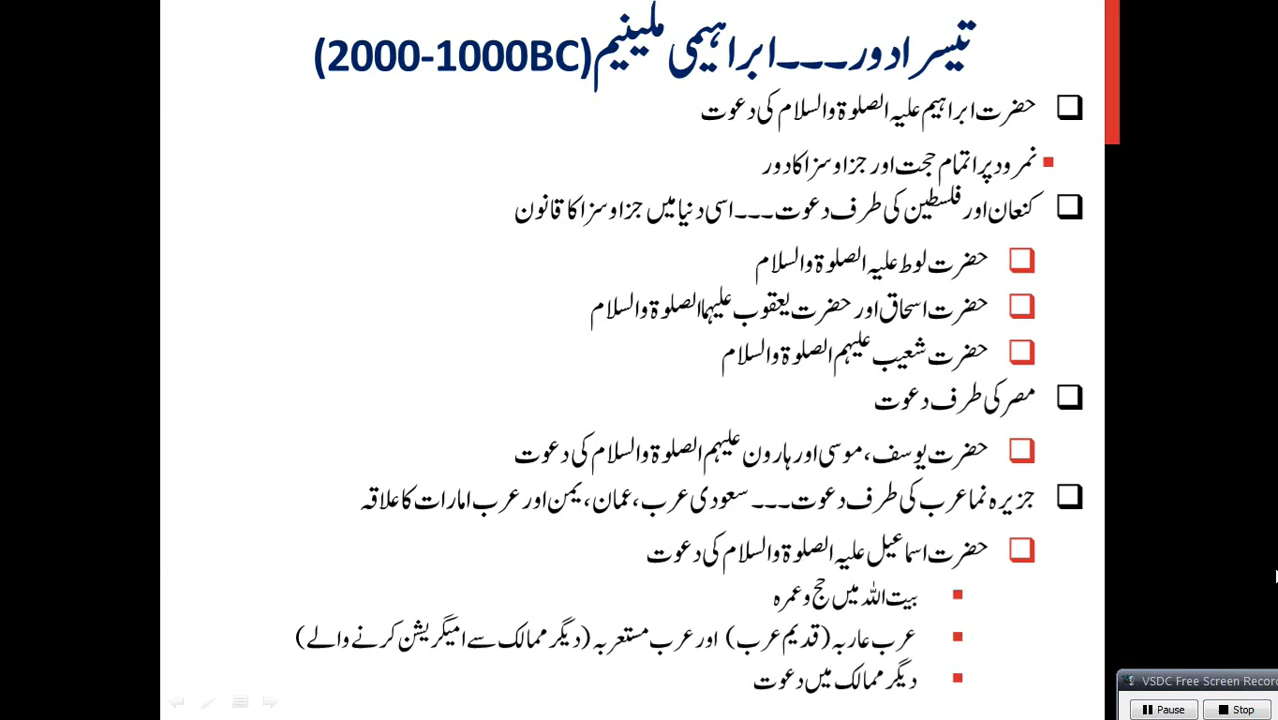 تیسرا دور۔۔۔ابراہیمی ملینیم(2000-1000BC)
حضرت ابراہیم علیہ الصلوۃ والسلام کی دعوت
نمرود پر اتمام حجت اور جزا و سزا کا دور
کنعان اور فلسطین کی طرف دعوت۔۔۔اسی دنیا میں جزا و سزا کا قانون
حضرت لوط علیہ الصلوۃ والسلام
حضرت اسحاق اور حضرت یعقوب علیہما الصلوۃ والسلام
حضرت شعیب علیہم الصلوۃ والسلام
مصر کی طرف دعوت
حضرت یوسف، موسی اور ہارون علیہم الصلوۃ والسلام کی دعوت
جزیرہ نما عرب کی طرف دعوت۔۔۔ سعودی عرب، عمان، یمن اور عرب امارات کا علاقہ
حضرت اسماعیل علیہ الصلوۃ والسلام کی دعوت
بیت اللہ میں حج و عمرہ
عرب عاربہ (قدیم عرب) اور عرب مستعربہ (دیگر ممالک سے امیگریشن کرنے والے)
دیگر ممالک میں دعوت
VSDC Free Screen Record
Pause Stop